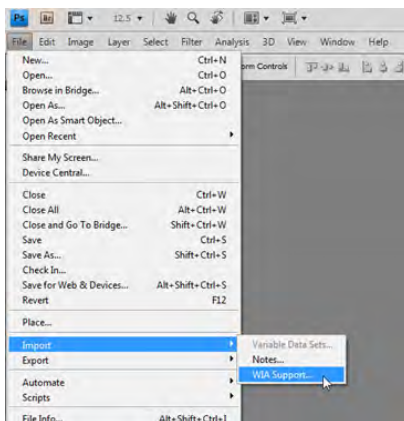 Ps Br 12.5
File Edit Image Layer Select Filter Analysis 3D View Window Help
New... Ctrl+N
orm Controls
Open... Ctrl+O
Browse in Bridge... Alt+Ctrl+O
Open As... Alt+Shift+Ctrl+O
Open As Smart Object...
Open Recent
Share My Screen...
Device Central...
Close Ctrl+W
Close All Alt+Ctrl+W
Close and Go To Bridge... Shift+Ctrl+W
Save Ctrl+S
Save As... Shift+Ctrl+S
Check In...
Save for Web & Devices... Alt+Shift+Ctrl+S
Revert F12
Place...
Import
Variable Data Sets...
Export
Notes...
WIA Support...
Automate
Scripts
File Info... Alt+Shift+Ctrl+I